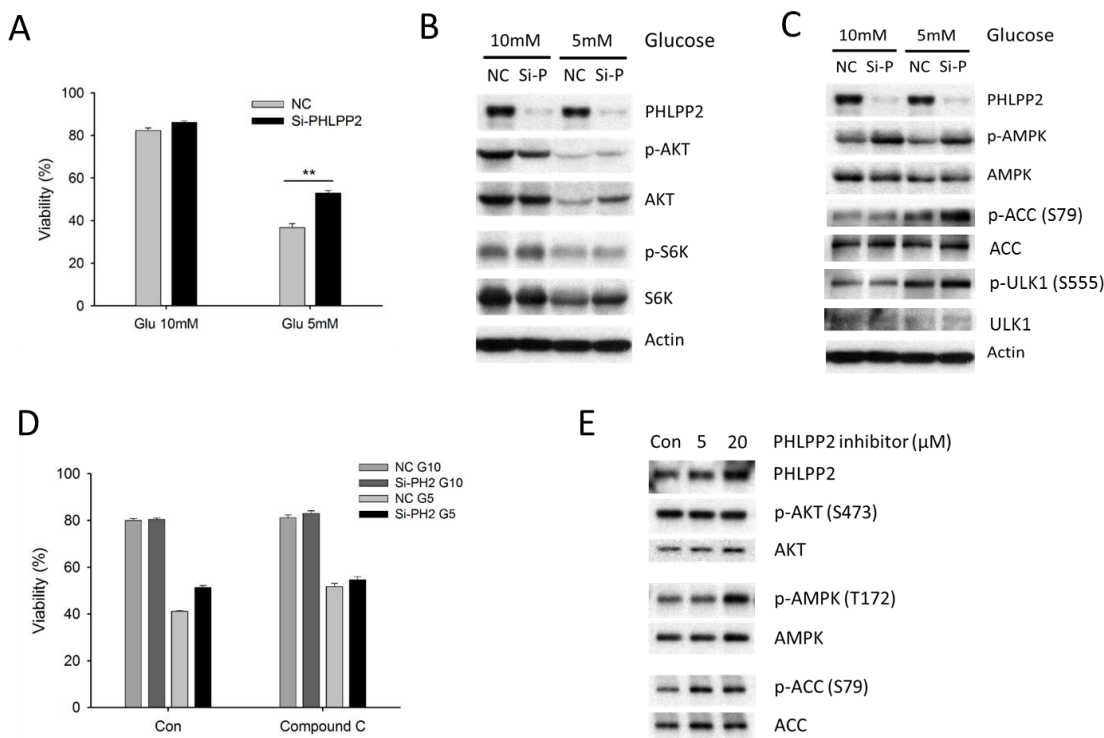 A
NC
Si-PHLPP2
Viability (%)
100
80
60
40
20
0
**
Glu 10mM
Glu 5mM
B
10mM 5mM Glucose
NC Si-P NC Si-P
PHLPP2
p-AKT
AKT
p-S6K
S6K
Actin
C
10mM 5mM Glucose
NC Si-P NC Si-P
PHLPP2
p-AMPK
AMPK
p-ACC (S79)
ACC
p-ULK1 (S555)
ULK1
Actin
D
NC G10
Si-PH2 G10
NC G5
Si-PH2 G5
Viability (%)
100
80
60
40
20
0
Con
Compound C
E
Con 5 20 PHLPP2 inhibitor (μM)
PHLPP2
p-AKT (S473)
AKT
p-AMPK (T172)
AMPK
p-ACC (S79)
ACC